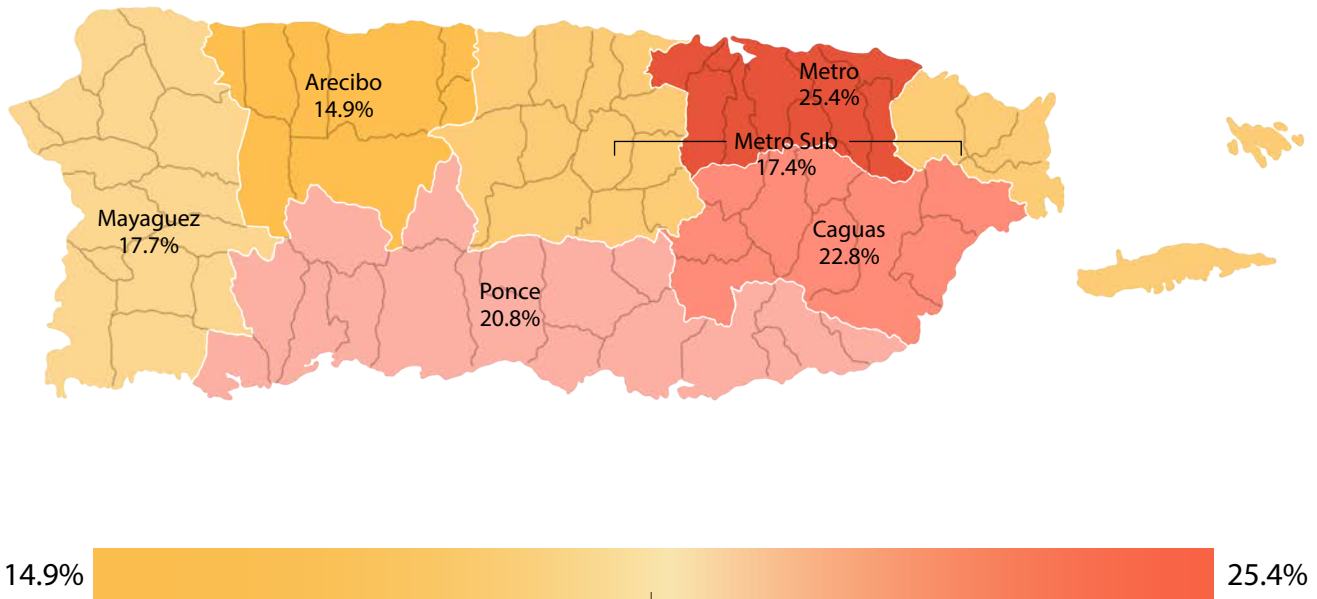 Arecibo
14.9%
Metro
25.4%
Metro Sub
17.4%
Mayaguez
17.7%
Caguas
22.8%
Ponce
20.8%
14.9%
25.4%